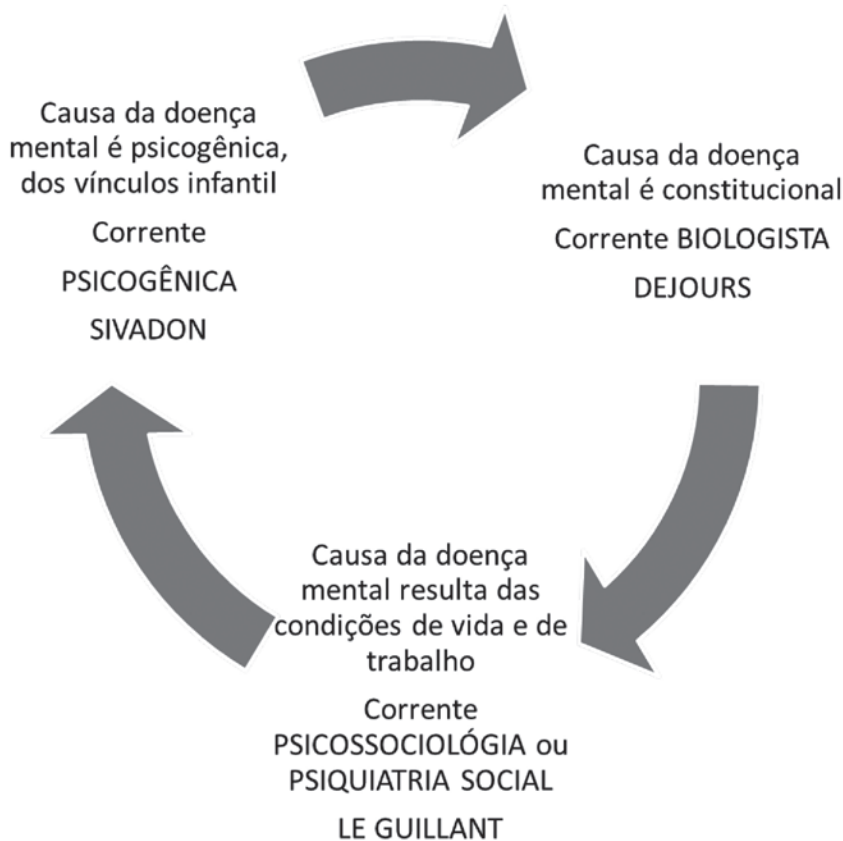 Causa da doença
mental é psicogênica,
dos vínculos infantil
Corrente
PSICOGÊNICA
SIVADON
Causa da doença
mental é constitucional
Corrente BIOLOGISTA
DEJOURS
Causa da doença
mental resulta das
condições de vida e de
trabalho
Corrente
PSICOSSOCIOLÓGIA ou
PSIQUIATRIA SOCIAL
LE GUILLANT